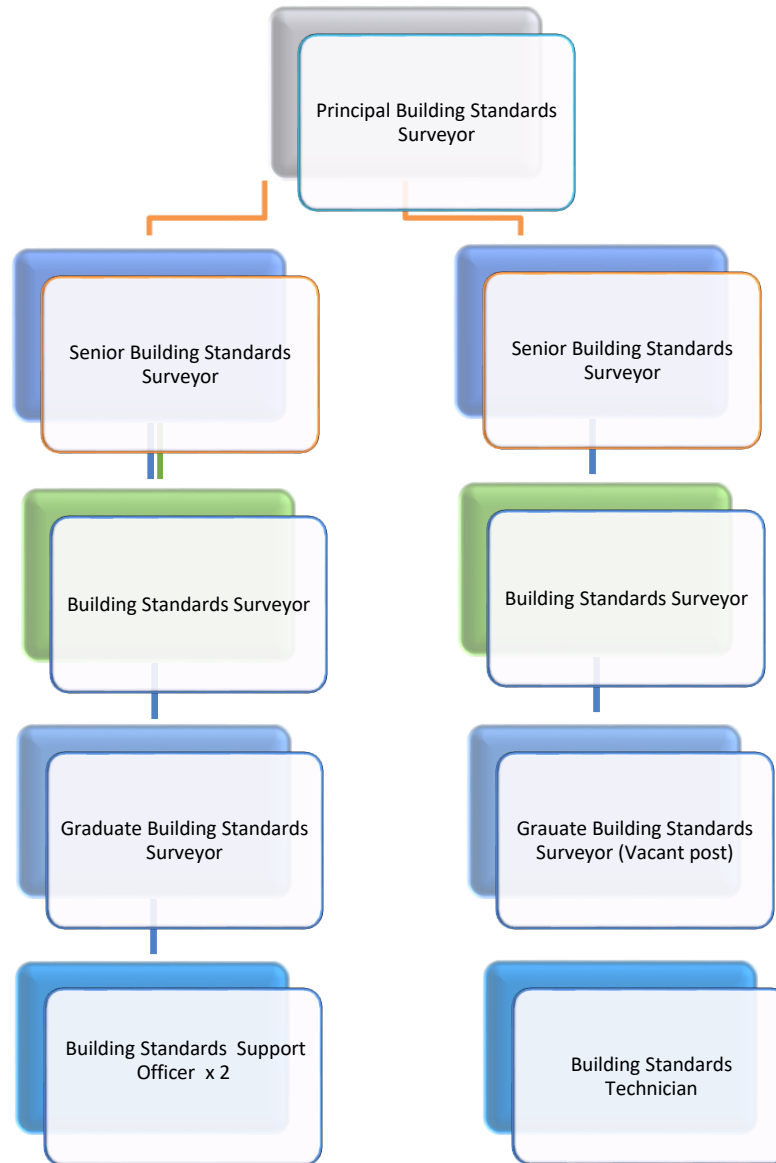 Principal Building Standards
Surveyor
Senior Building Standards
Surveyor
Senior Building Standards
Surveyor
Building Standards Surveyor
Building Standards Surveyor
Graduate Building Standards
Surveyor
Grauate Building Standards
Surveyor (Vacant post)
Building Standards  Support
Officer  x 2
Building Standards
Technician